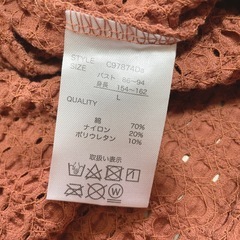 STYLE C97874Da
SIZE
バスト 86~94
身長 154~162
L
QUALITY
綿 70%
ナイロン 20%
ポリウレタン 10%
取扱い表示